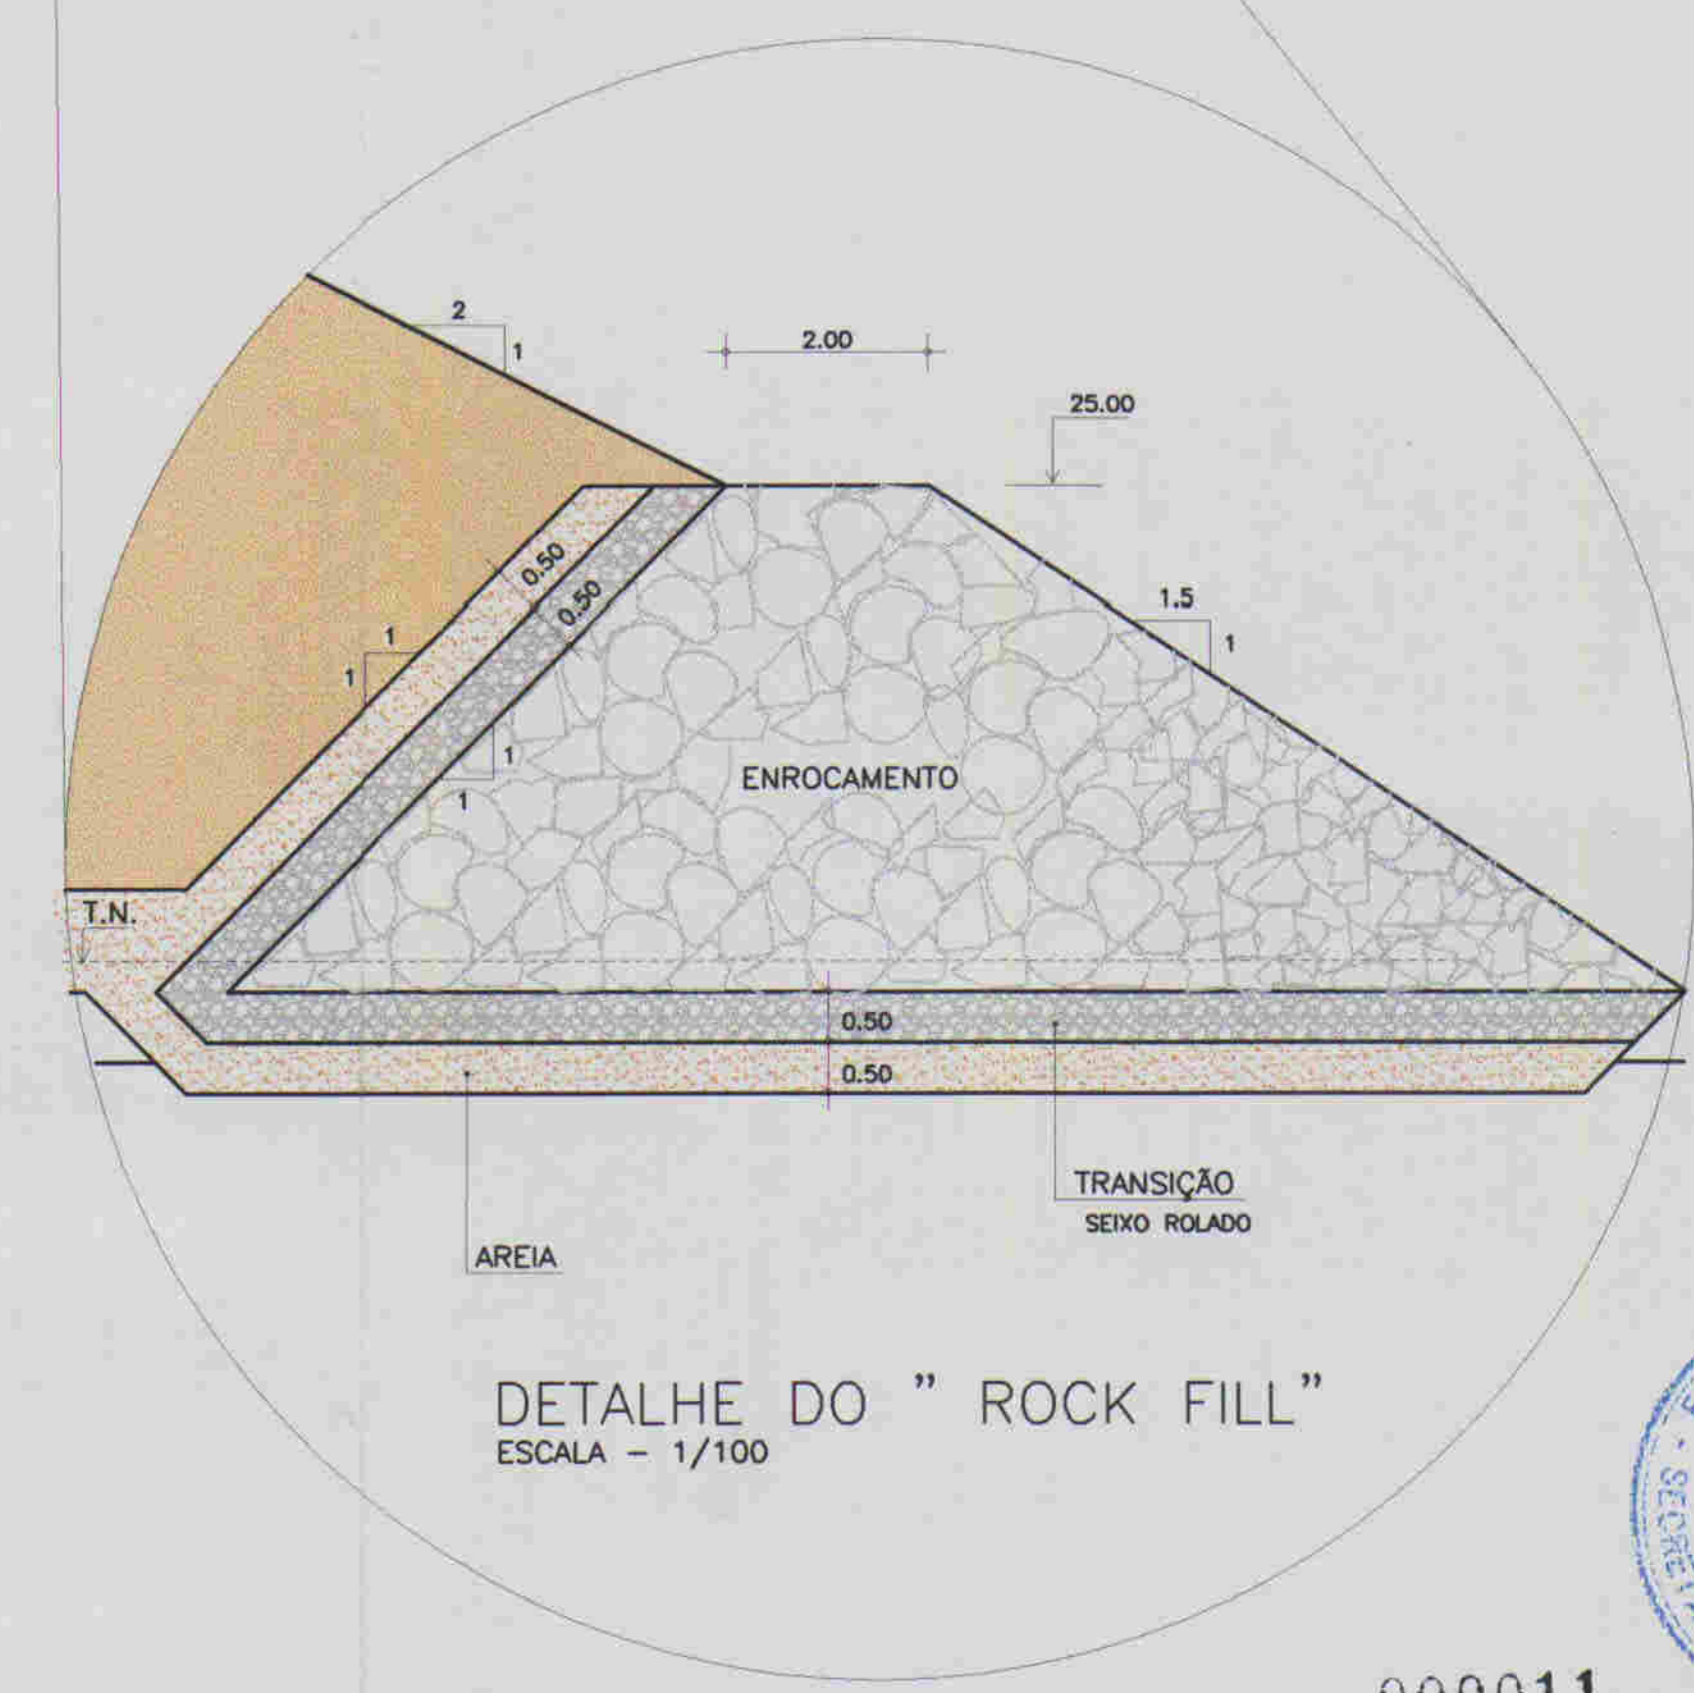 2
1
2.00
25.00
0.50
0.50
1.5
1
1
1
1
1
ENROCAMENTO
T.N.
0.50
0.50
TRANSIÇÃO
SEIXO ROLADO
AREIA
DETALHE DO " ROCK FILL"
ESCALA – 1/100
000011